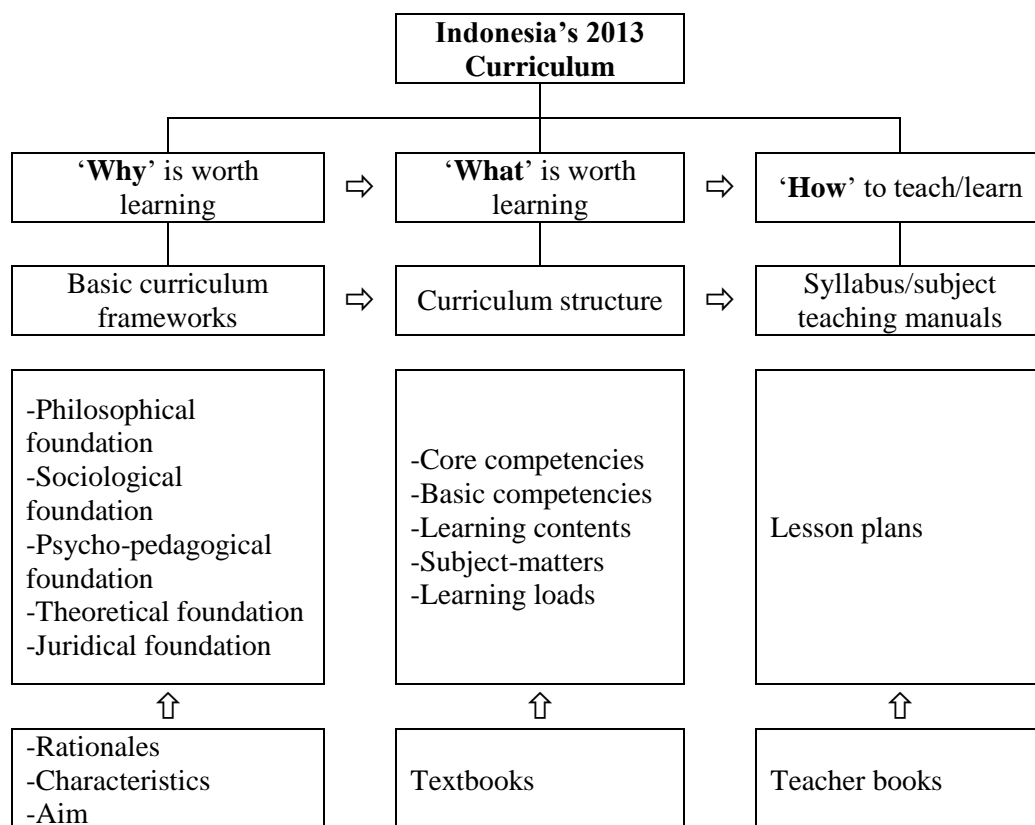 Indonesia’s 2013
Curriculum
‘Why’ is worth
learning
⇨
‘What’ is worth
learning
⇨
‘How’ to teach/learn
Basic curriculum
frameworks
⇨
Curriculum structure
⇨
Syllabus/subject
teaching manuals
-Philosophical
foundation
-Sociological
foundation
-Psycho-pedagogical
foundation
-Theoretical foundation
-Juridical foundation
-Core competencies
-Basic competencies
-Learning contents
-Subject-matters
-Learning loads
Lesson plans
⇧
⇧
⇧
-Rationales
-Characteristics
-Aim
Textbooks
Teacher books